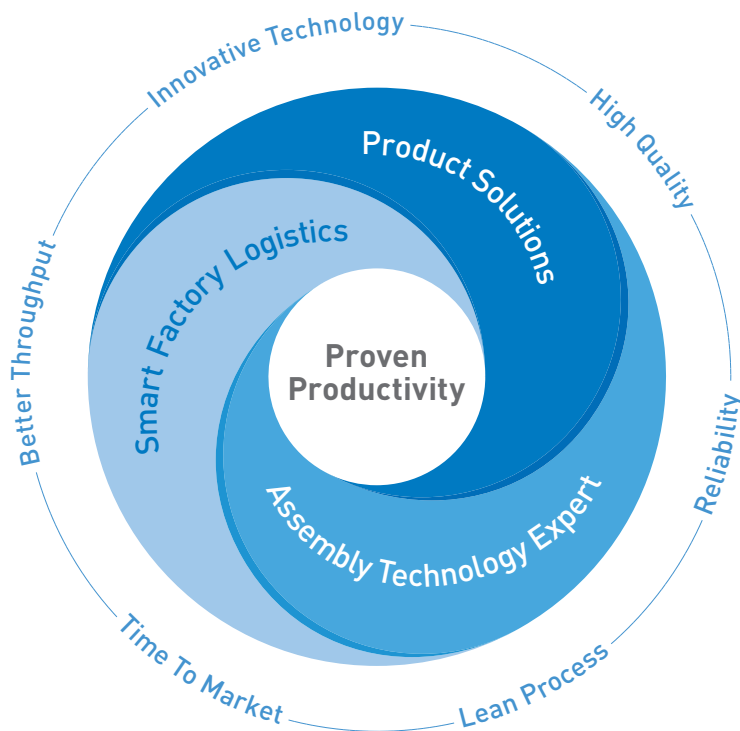 Innovative Technology
High Quality
Reliability
Lean Process
Time To Market
Better Throughput
Product Solutions
Assembly Technology Expert
Smart Factory Logistics
Proven
Productivity